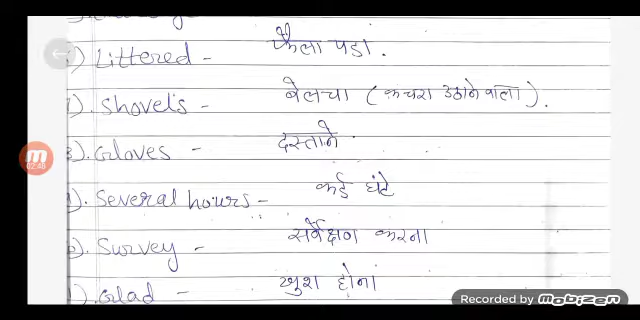 ). Littered - फैला पडा.
). Shovels - बेलचा (कचरा उठाने वाला).
3). Gloves - दस्ताने
). Several hours - कई घंटे
). Survey - सर्वेक्षण करना
). Glad - खुश होना
Recorded by mobizen